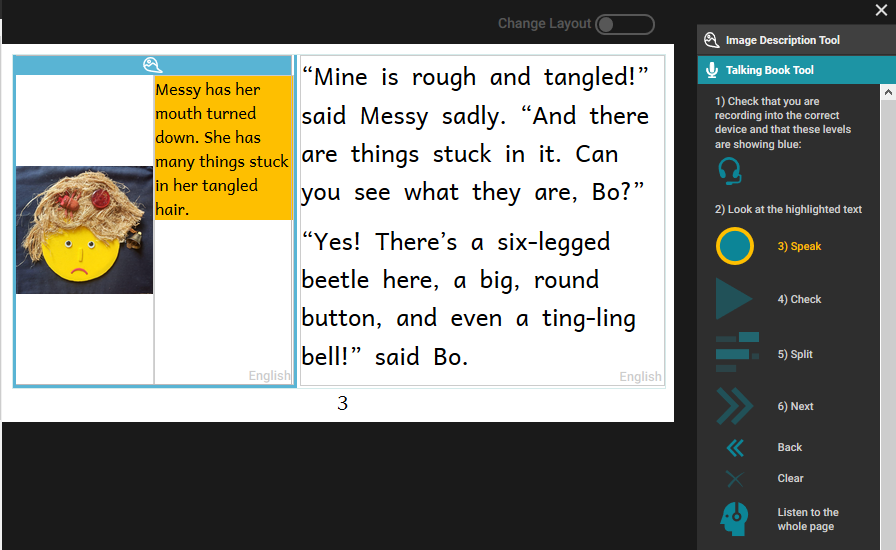 Change Layout
Messy has her
mouth turned
down. She has
many things stuck
in her tangled
hair.
English
“Mine is rough and tangled!”
said Messy sadly. “And there
are things stuck in it. Can
you see what they are, Bo?”
“Yes! There’s a six-legged
beetle here, a big, round
button, and even a ting-ling
bell!” said Bo.
English
3
Image Description Tool
Talking Book Tool
1) Check that you are
recording into the correct
device and that these levels
are showing blue:
2) Look at the highlighted text
3) Speak
4) Check
5) Split
6) Next
Back
Clear
Listen to the
whole page